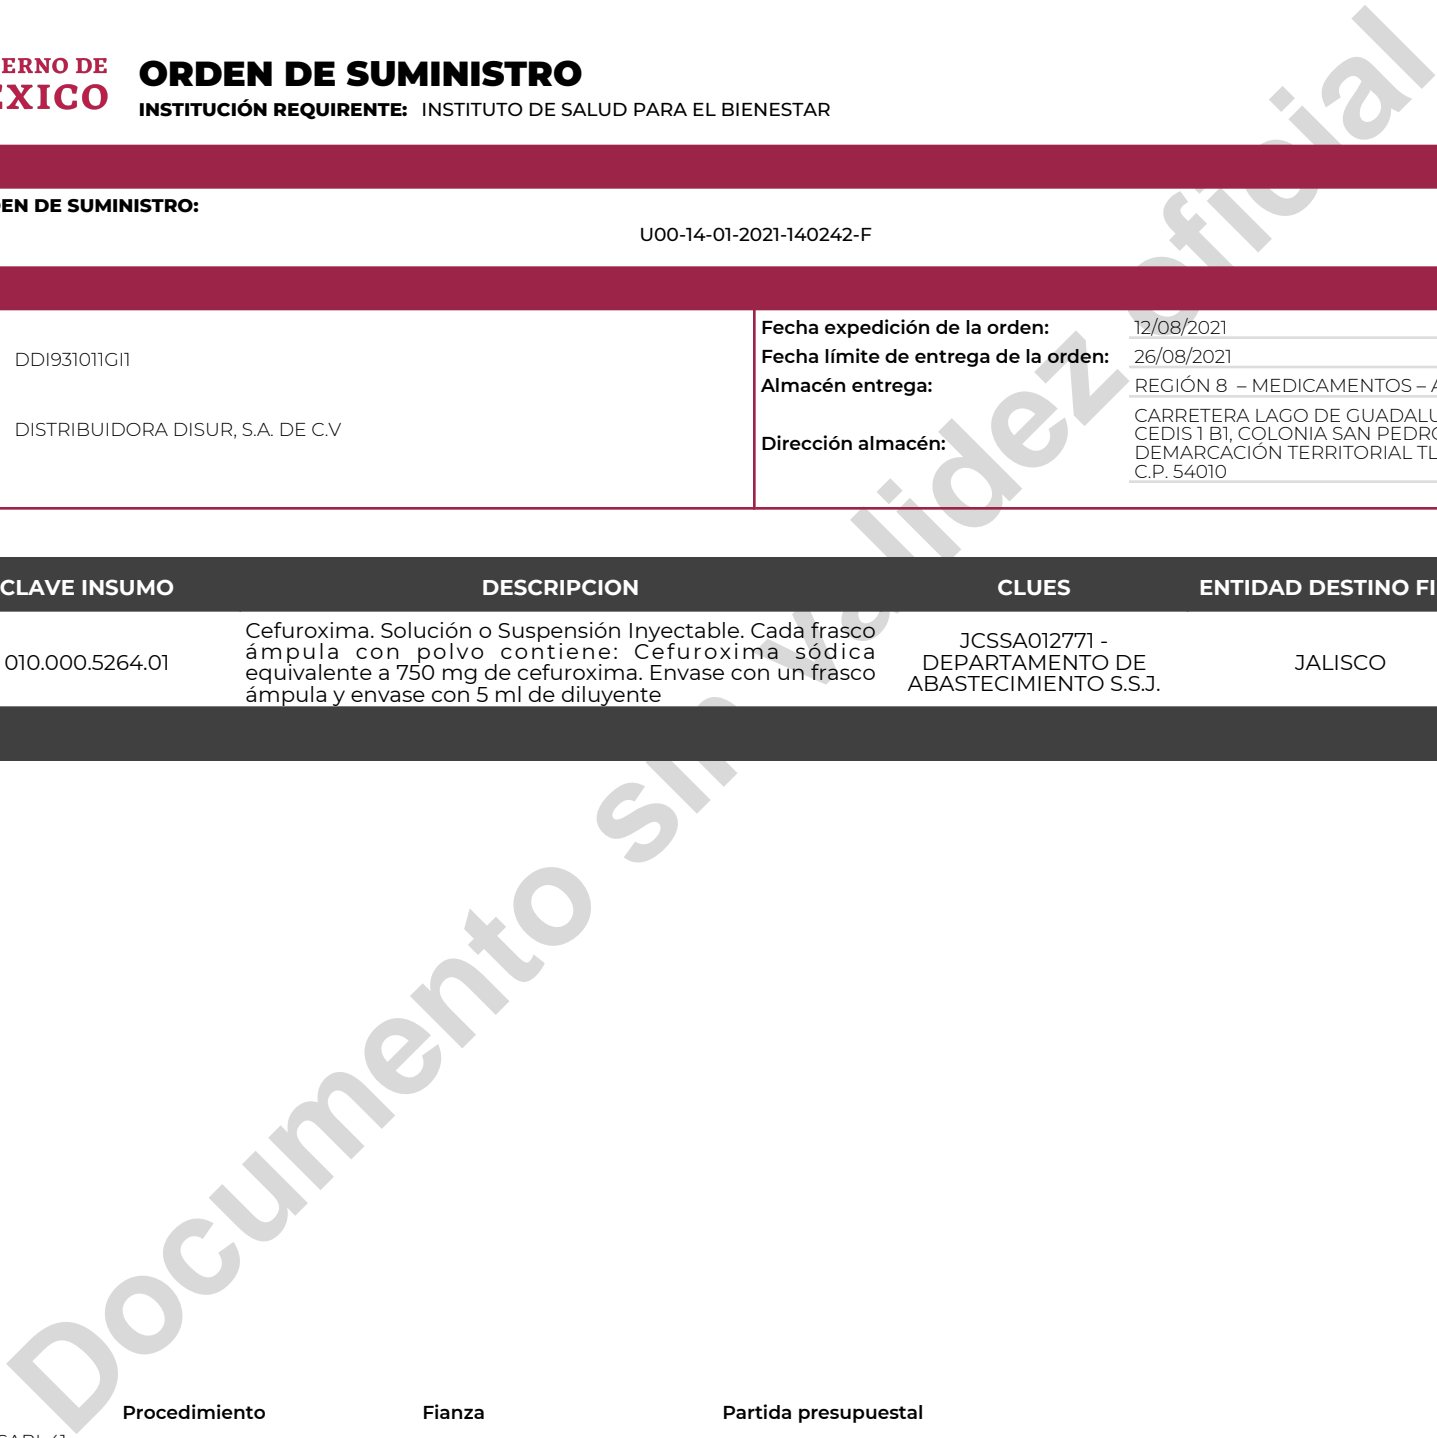 ERNO DE
ORDEN DE SUMINISTRO
INSTITUCIÓN REQUIRENTE: INSTITUTO DE SALUD PARA EL BIENESTAR
EN DE SUMINISTRO:
U00-14-01-2021-140242-F
DDI931011GI1
DISTRIBUIDORA DISUR, S.A. DE C.V
Fecha expedición de la orden: 12/08/2021
Fecha límite de entrega de la orden: 26/08/2021
Almacén entrega: REGIÓN 8 – MEDICAMENTOS –
Dirección almacén:
CARRETERA LAGO DE GUADALU
CEDIS 1 B1, COLONIA SAN PEDRO
DEMARCACIÓN TERRITORIAL TL
C.P. 54010
CLAVE INSUMO DESCRIPCION CLUES ENTIDAD DESTINO FI
010.000.5264.01
Cefuroxima. Solución o Suspensión Inyectable. Cada frasco
ámpula con polvo contiene: Cefuroxima sódica
equivalente a 750 mg de cefuroxima. Envase con un frasco
ámpula y envase con 5 ml de diluyente
JCSSA012771 -
DEPARTAMENTO DE
ABASTECIMIENTO S.S.J.
JALISCO
Documento sin validez oficial
Procedimiento Fianza Partida presupuestal